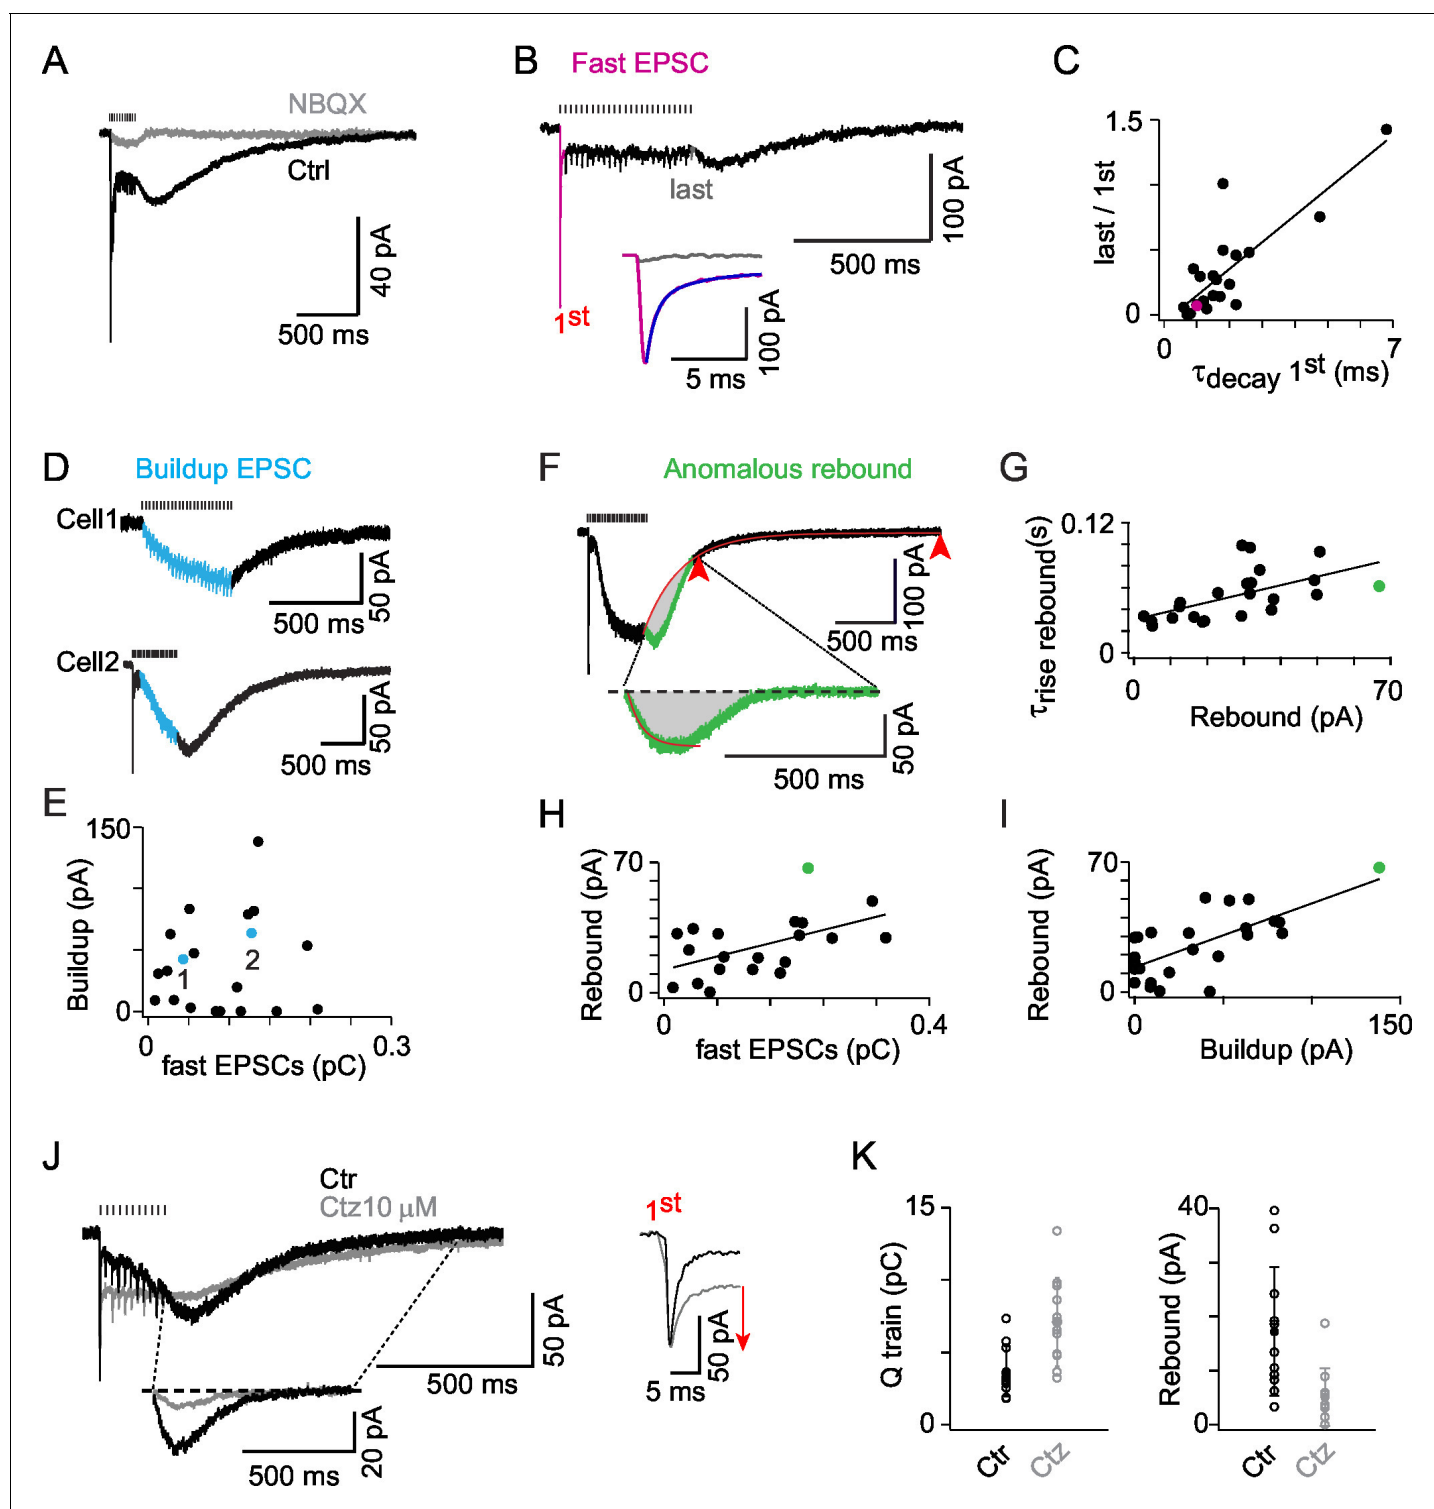 A
NBQX
Ctrl
40 pA
500 ms
B
Fast EPSC
last
1st
100 pA
500 ms
100 pA
5 ms
C
1.5
last / 1st
0
0
7
τdecay 1st (ms)
D
Buildup EPSC
Cell1
50 pA
500 ms
Cell2
50 pA
500 ms
E
150
Buildup (pA)
0
1
2
0
0.3
fast EPSCs (pC)
F
Anomalous rebound
100 pA
500 ms
50 pA
500 ms
G
0.12
τrise rebound(s)
0
0
70
Rebound (pA)
H
70
Rebound (pA)
0
0
0.4
fast EPSCs (pC)
I
70
Rebound (pA)
0
0
150
Buildup (pA)
J
Ctr
Ctz10 μM
50 pA
500 ms
20 pA
500 ms
1st
50 pA
5 ms
K
15
Q train (pC)
0
Ctr
Ctz
40
Rebound (pA)
0
Ctr
Ctz